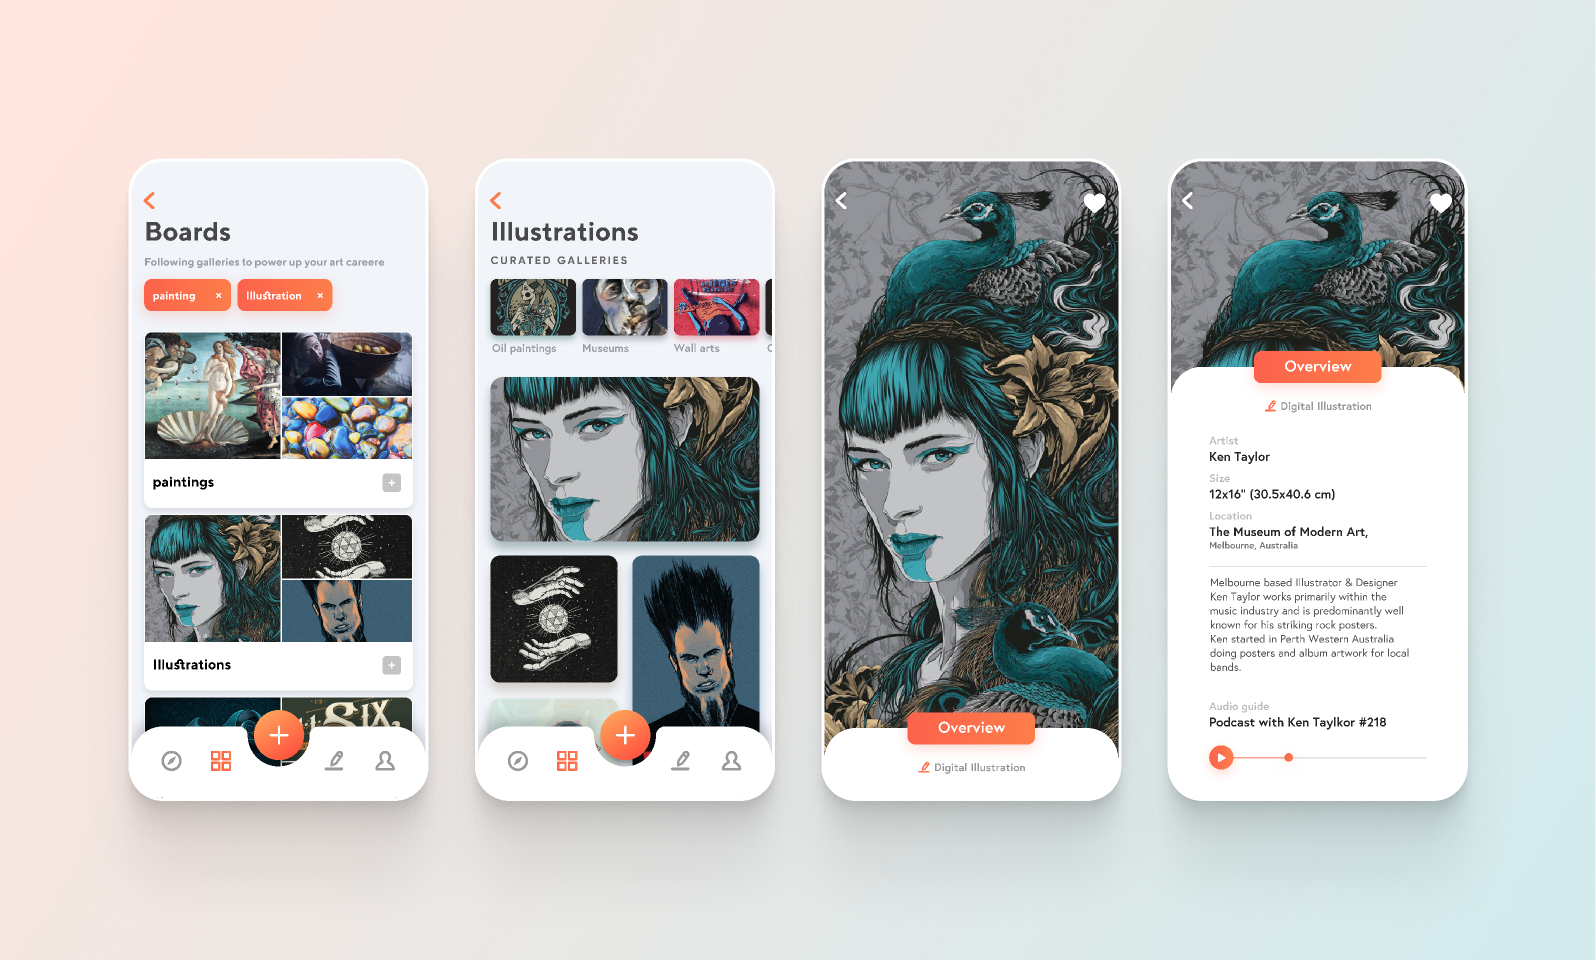 Boards
Following galleries to power up your art careere
painting ×
Illustration ×
paintings
Illustrations
SIX
Illustrations
CURATED GALLERIES
Oil paintings
Museums
Wall arts
Overview
Digital Illustration
Overview
Digital Illustration
Artist
Ken Taylor
Size
12x16" (30.5x40.6 cm)
Location
The Museum of Modern Art,
Melbourne, Australia
Melbourne based Illustrator & Designer
Ken Taylor works primarily within the
music industry and is predominantly well
known for his striking rock posters.
Ken started in Perth Western Australia
doing posters and album artwork for local
bands.
Audio guide
Podcast with Ken Taylkor #218